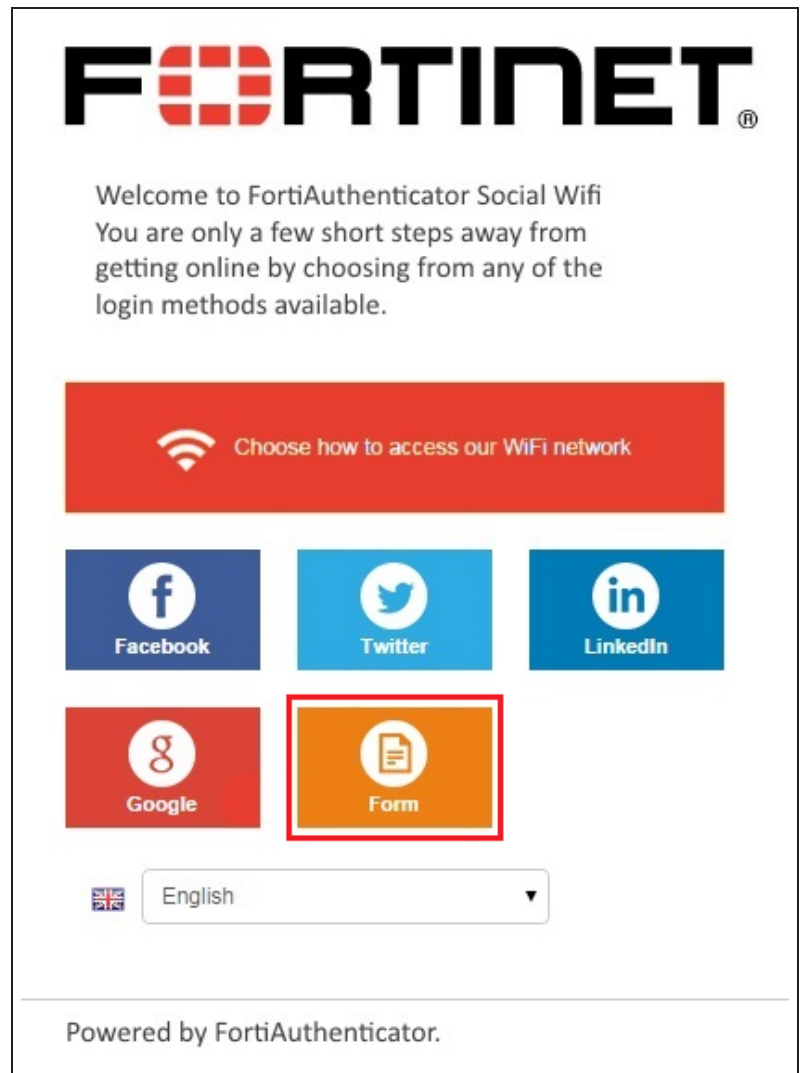 FORTINET®
Welcome to FortiAuthenticator Social Wifi
You are only a few short steps away from
getting online by choosing from any of the
login methods available.
Choose how to access our WiFi network
f
in
Facebook
Twitter
LinkedIn
g
Google
Form
English
Powered by FortiAuthenticator.